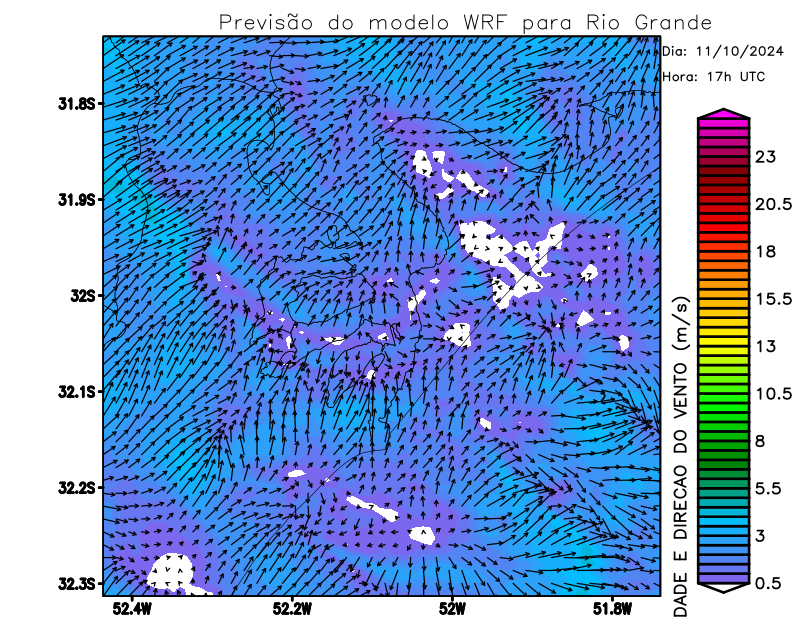 Previsão do modelo WRF para Rio Grande
Dia: 11/10/2024
Hora: 17h UTC
31.8S
31.9S
32S
32.1S
32.2S
32.3S
52.4W
52.2W
52W
51.8W
23
20.5
18
15.5
13
10.5
8
5.5
3
0.5
DADE E DIRECAO DO VENTO (m/s)